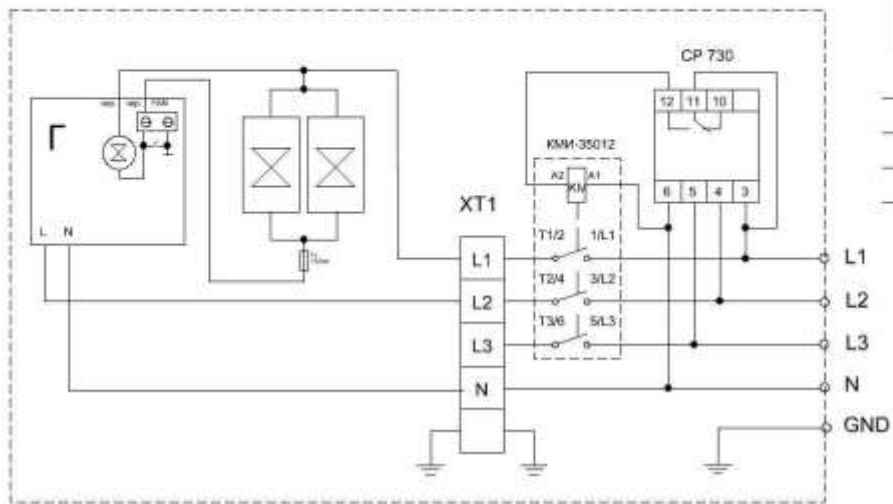 CP 730
12 11 10
КМИ-35012
A2 KM A1
6 5 4 3
XT1
L N
T1/2 1/L1
L1
L1
T2/4 3/L2
L2
L2
T3/6 5/L3
L3
L3
N
N
GND